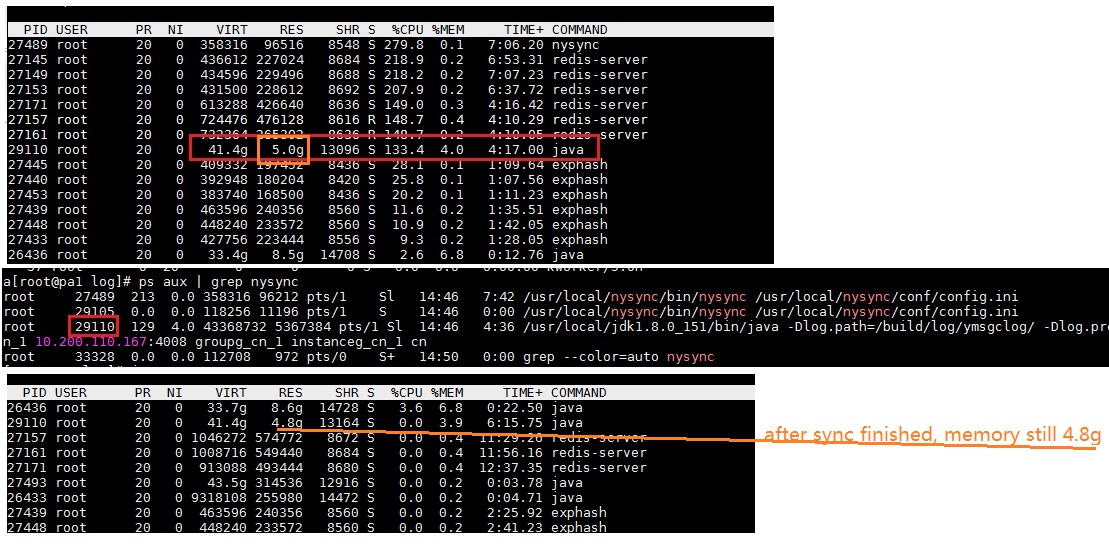 PID USER PR NI VIRT RES SHR S %CPU %MEM TIME+ COMMAND
27489 root 20 0 358316 96516 8548 S 279.8 0.1 7:06.20 nysync
27145 root 20 0 436612 227024 8684 S 218.9 0.2 6:53.31 redis-server
27149 root 20 0 434596 229496 8688 S 218.2 0.2 7:07.23 redis-server
27153 root 20 0 431500 228612 8692 S 207.9 0.2 6:37.72 redis-server
27171 root 20 0 613288 426640 8636 S 149.0 0.3 4:16.42 redis-server
27157 root 20 0 724476 476128 8616 R 148.7 0.4 4:10.29 redis-server
27161 root 20 0 732364 265292 8636 R 148.7 0.2 4:10.05 redis-server
29110 root 20 0 41.4g 5.0g 13096 S 133.4 4.0 4:17.00 java
27445 root 20 0 409332 197452 8436 S 28.1 0.1 1:09.64 exphash
27440 root 20 0 392948 180204 8420 S 25.8 0.1 1:07.56 exphash
27453 root 20 0 383740 168500 8436 S 20.2 0.1 1:11.23 exphash
27439 root 20 0 463596 240356 8560 S 11.6 0.2 1:35.51 exphash
27448 root 20 0 448240 233572 8560 S 10.9 0.2 1:42.05 exphash
27433 root 20 0 427756 223444 8556 S 9.3 0.2 1:28.05 exphash
26436 root 20 0 33.4g 8.5g 14708 S 2.6 6.8 0:12.76 java
a[root@pa1 log]# ps aux | grep nysync
root 27489 213 0.0 358316 96212 pts/1 Sl 14:46 7:42 /usr/local/nysync/bin/nysync /usr/local/nysync/conf/config.ini
root 29105 0.0 0.0 118256 11196 pts/1 S 14:46 0:00 /usr/local/nysync/bin/nysync /usr/local/nysync/conf/config.ini
root 29110 129 4.0 43368732 5367384 pts/1 Sl 14:46 4:36 /usr/local/jdk1.8.0_151/bin/java -Dlog.path=/build/log/ymsgclog/ -Dlog.pre
n_1 10.200.110.167:4008 groupg_cn_1 instanceg_cn_1 cn
root 33328 0.0 0.0 112708 972 pts/0 S+ 14:50 0:00 grep --color=auto nysync
PID USER PR NI VIRT RES SHR S %CPU %MEM TIME+ COMMAND
26436 root 20 0 33.7g 8.6g 14728 S 3.6 6.8 0:22.50 java
29110 root 20 0 41.4g 4.8g 13164 S 0.0 3.9 6:15.75 java
27157 root 20 0 1046272 574772 8672 S 0.0 0.4 11:29.28 redis-server
after sync finished, memory still 4.8g
27161 root 20 0 1008716 549440 8684 S 0.0 0.4 11:56.16 redis-server
27171 root 20 0 913088 493444 8680 S 0.0 0.4 12:37.35 redis-server
27493 root 20 0 43.5g 314536 12916 S 0.0 0.2 0:03.78 java
26433 root 20 0 9318108 255980 14472 S 0.0 0.2 0:04.71 java
27439 root 20 0 463596 240356 8560 S 0.0 0.2 2:25.92 exphash
27448 root 20 0 448240 233572 8560 S 0.0 0.2 2:41.23 exphash